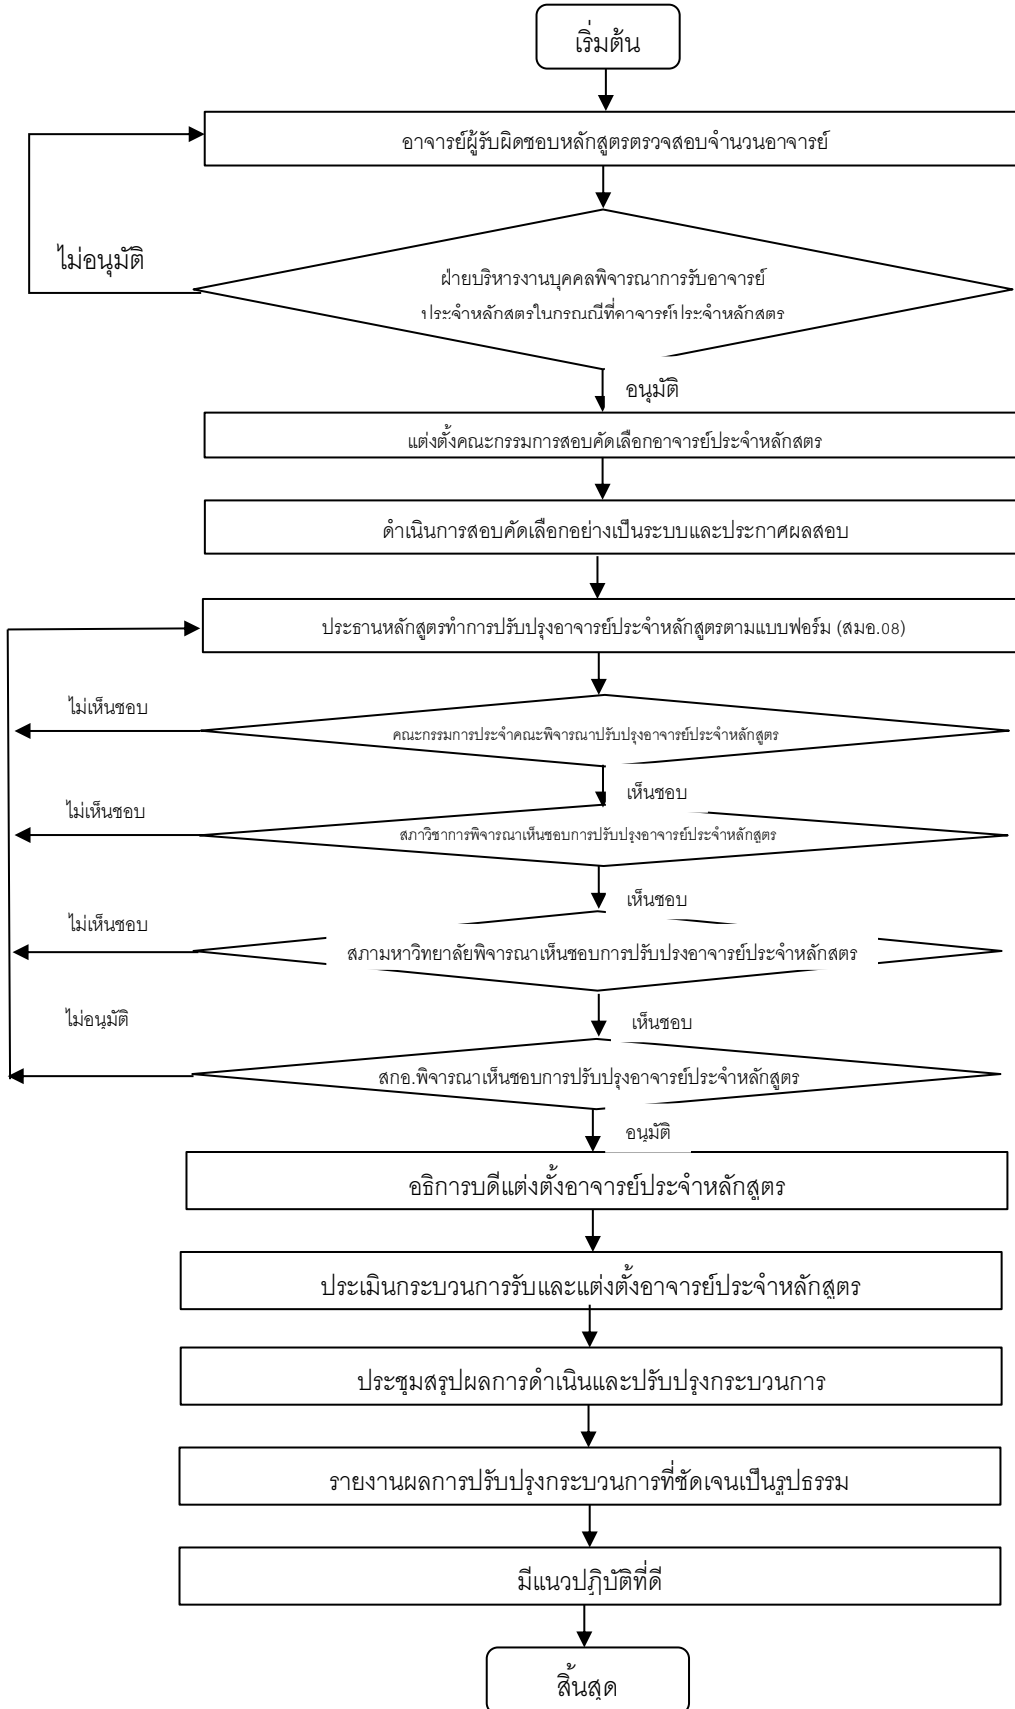 เริ่มต้น
อาจารย์ผู้รับผิดชอบหลักสูตรตรวจสอบจำนวนอาจารย์
ไม่อนุมัติ
ฝ่ายบริหารงานบุคคลพิจารณาการรับอาจารย์
ประจำหลักสูตรในกรณีที่อาจารย์ประจำหลักสูตร
อนุมัติ
แต่งตั้งคณะกรรมการสอบคัดเลือกอาจารย์ประจำหลักสูตร
ดำเนินการสอบคัดเลือกอย่างเป็นระบบและประกาศผลสอบ
ประธานหลักสูตรทำการปรับปรุงอาจารย์ประจำหลักสูตรตามแบบฟอร์ม (สมอ.08)
ไม่เห็นชอบ
คณะกรรมการประจำคณะพิจารณาปรับปรุงอาจารย์ประจำหลักสูตร
เห็นชอบ
ไม่เห็นชอบ
สภาวิชาการพิจารณาเห็นชอบการปรับปรุงอาจารย์ประจำหลักสูตร
เห็นชอบ
ไม่เห็นชอบ
สภามหาวิทยาลัยพิจารณาเห็นชอบการปรับปรุงอาจารย์ประจำหลักสูตร
ไม่อนุมัติ
เห็นชอบ
สกอ.พิจารณาเห็นชอบการปรับปรุงอาจารย์ประจำหลักสูตร
อนุมัติ
อธิการบดีแต่งตั้งอาจารย์ประจำหลักสูตร
ประเมินกระบวนการรับและแต่งตั้งอาจารย์ประจำหลักสูตร
ประชุมสรุปผลการดำเนินและปรับปรุงกระบวนการ
รายงานผลการปรับปรุงกระบวนการที่ชัดเจนเป็นรูปธรรม
มีแนวปฏิบัติที่ดี
สิ้นสุด